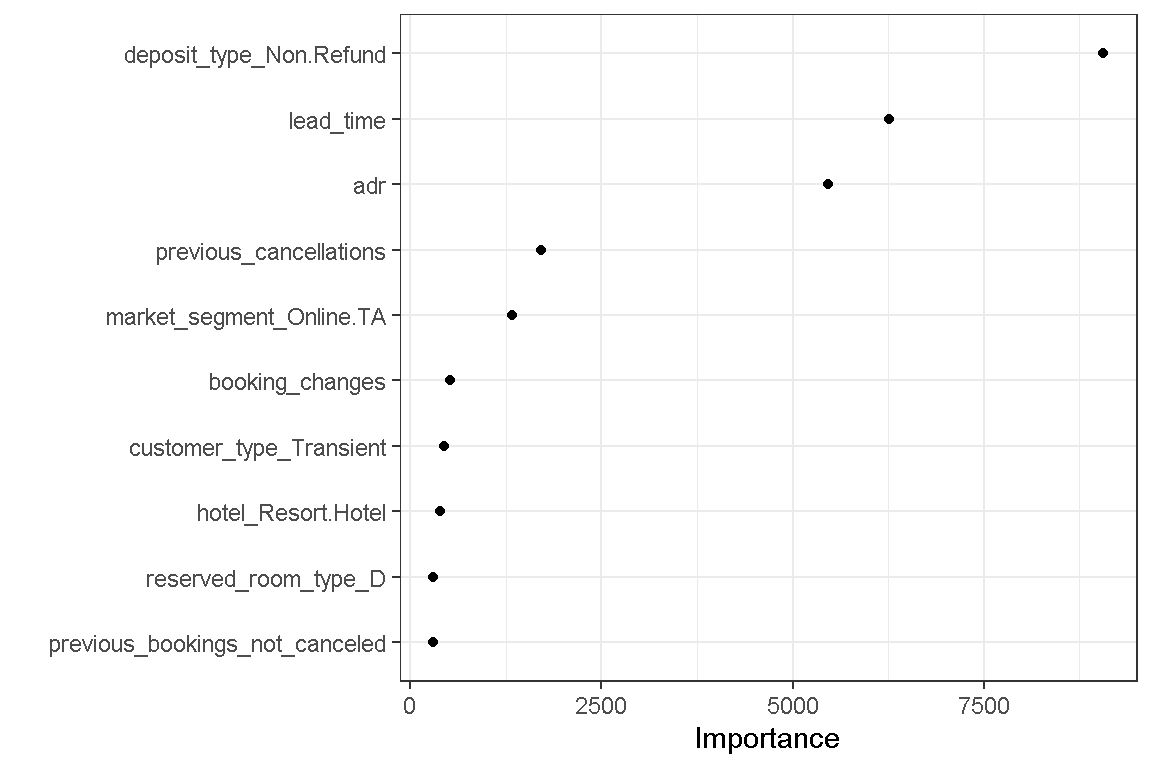 deposit_type_Non.Refund
lead_time
adr
previous_cancellations
market_segment_Online.TA
booking_changes
customer_type_Transient
hotel_Resort.Hotel
reserved_room_type_D
previous_bookings_not_canceled
0 2500 5000 7500
Importance